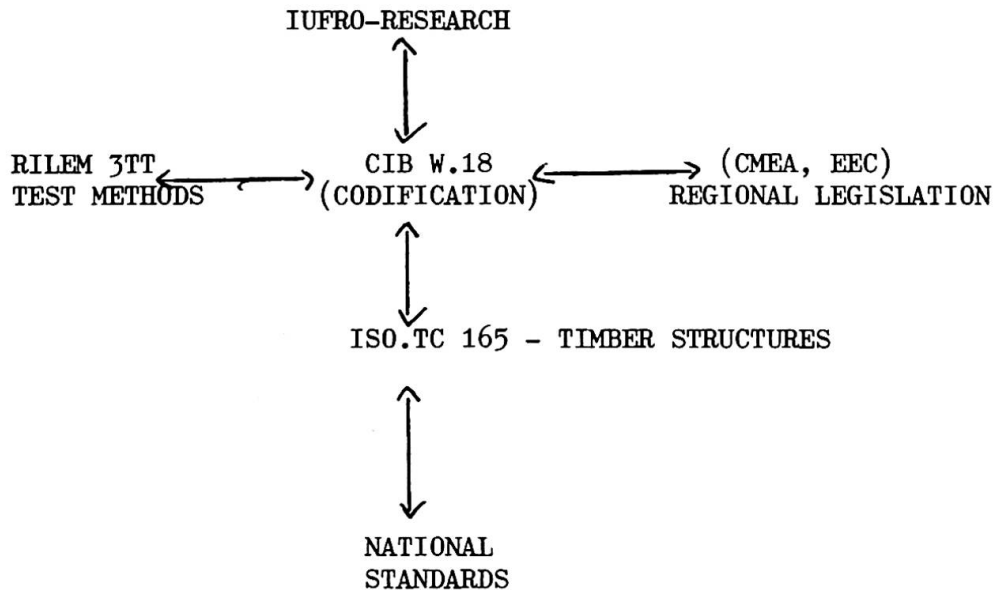 IUFRO-RESEARCH
RILEM 3TT
TEST METHODS
CIB W.18
(CODIFICATION)
(CMEA, EEC)
REGIONAL LEGISLATION
ISO.TC 165 - TIMBER STRUCTURES
NATIONAL
STANDARDS